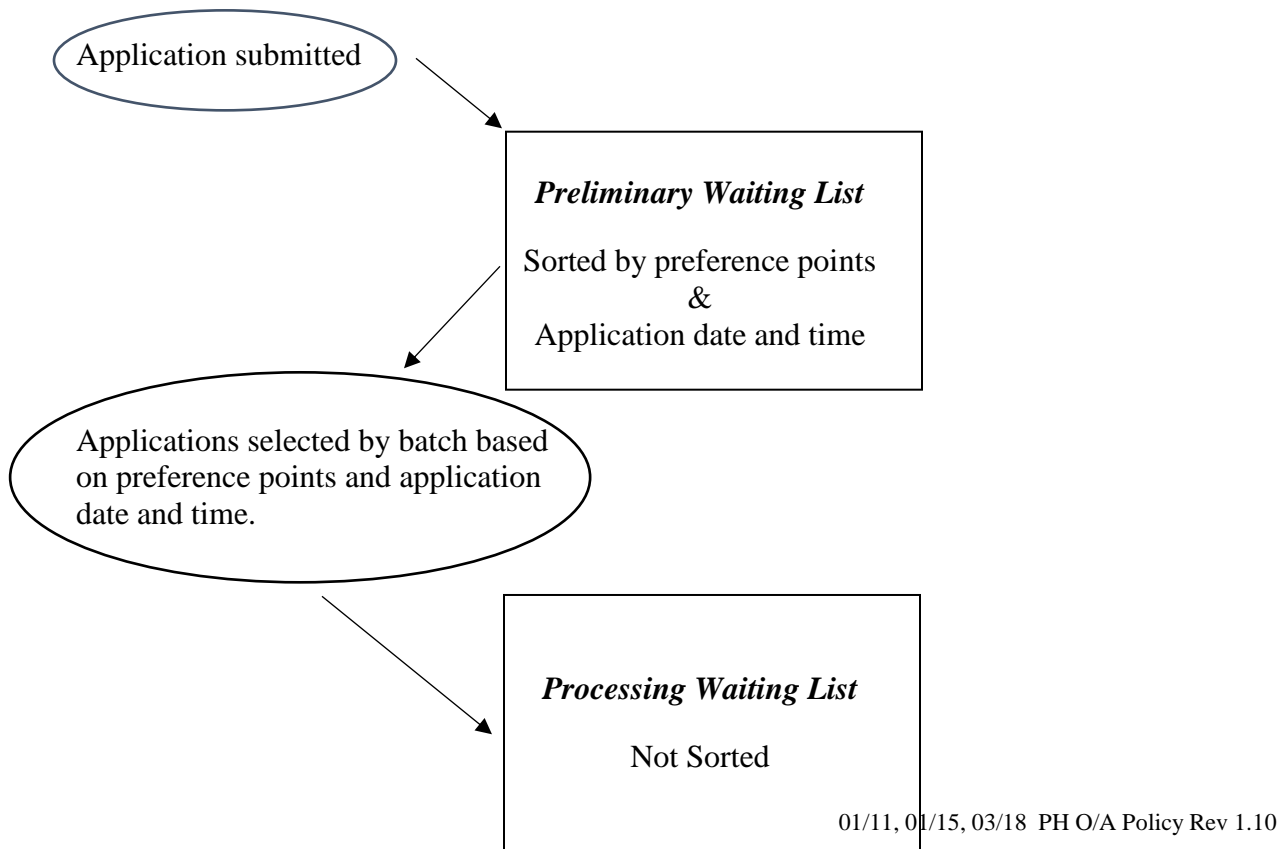 Application submitted
Preliminary Waiting List
Sorted by preference points
&
Application date and time
Applications selected by batch based
on preference points and application
date and time.
Processing Waiting List
Not Sorted
01/11, 01/15, 03/18 PH O/A Policy Rev 1.10